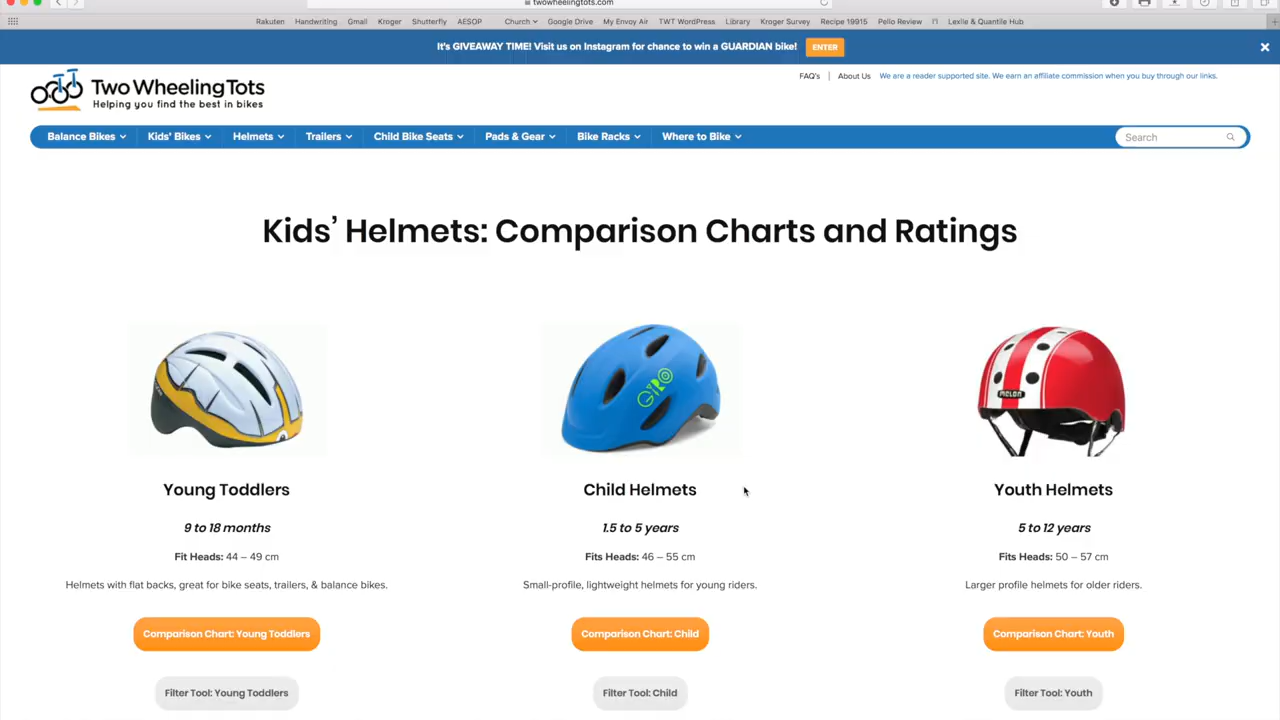 twowheelingtots.com
Rakuten Handwriting Gmail Kroger Shutterfly AESOP Church Google Drive My Envoy Air TWT WordPress Library Kroger Survey Recipe 19915 Pello Review I'l Lexile & Quantile Hub
It's GIVEAWAY TIME! Visit us on Instagram for chance to win a GUARDIAN bike! ENTER
FAQ's About Us We are a reader supported site. We earn an affiliate commission when you buy through our links.
Two Wheeling Tots
Helping you find the best in bikes
Balance Bikes Kids' Bikes Helmets Trailers Child Bike Seats Pads & Gear Bike Racks Where to Bike Search
Kids' Helmets: Comparison Charts and Ratings
GIRO
MELON
Young Toddlers Child Helmets Youth Helmets
9 to 18 months 1.5 to 5 years 5 to 12 years
Fit Heads: 44 – 49 cm Fits Heads: 46 – 55 cm Fits Heads: 50 – 57 cm
Helmets with flat backs, great for bike seats, trailers, & balance bikes. Small-profile, lightweight helmets for young riders. Larger profile helmets for older riders.
Comparison Chart: Young Toddlers Comparison Chart: Child Comparison Chart: Youth
Filter Tool: Young Toddlers Filter Tool: Child Filter Tool: Youth